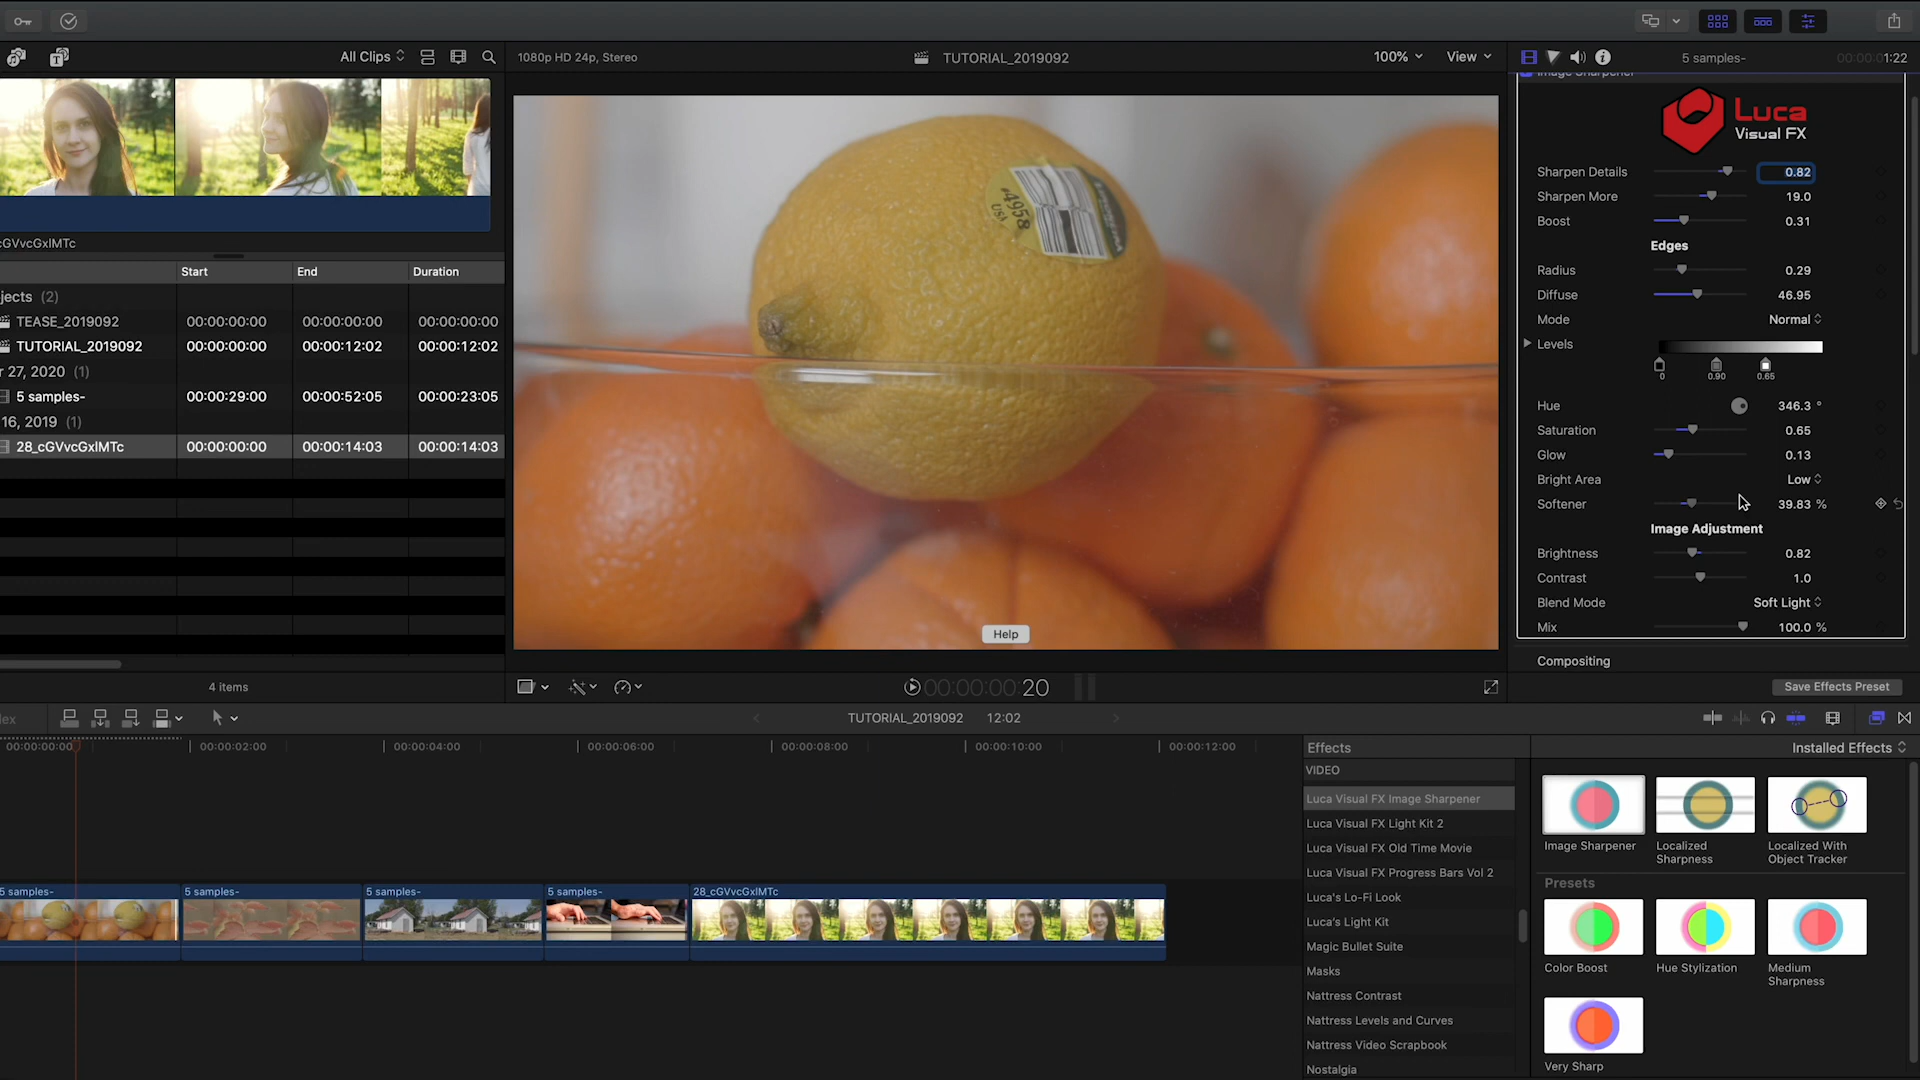 All Clips
1080p HD 24p, Stereo
TUTORIAL_2019092
100%
View
5 samples-
00:00:01:22
Image Sharpener
Luca
Visual FX
Sharpen Details 0.82
Sharpen More 19.0
Boost 0.31
Edges
Radius 0.29
Diffuse 46.95
Mode Normal
Levels
0 0.90 0.65
Hue 346.3 °
Saturation 0.65
Glow 0.13
Bright Area Low
Softener 39.83 %
Image Adjustment
Brightness 0.82
Contrast 1.0
Blend Mode Soft Light
Mix 100.0 %
Compositing
Save Effects Preset
cGVvcGxlMTc
Start End Duration
jects (2)
TEASE_2019092 00:00:00:00 00:00:00:00 00:00:00:00
TUTORIAL_2019092 00:00:00:00 00:00:12:02 00:00:12:02
r 27, 2020 (1)
5 samples- 00:00:29:00 00:00:52:05 00:00:23:05
16, 2019 (1)
28_cGVvcGxlMTc 00:00:00:00 00:00:14:03 00:00:14:03
4 items
#4958
USA
Help
00:00:00:20
ex
TUTORIAL_2019092 12:02
00:00:00:00 00:00:02:00 00:00:04:00 00:00:06:00 00:00:08:00 00:00:10:00 00:00:12:00
5 samples- 5 samples- 5 samples- 5 samples- 28_cGVvcGxlMTc
Effects
Installed Effects
VIDEO
Luca Visual FX Image Sharpener
Luca Visual FX Light Kit 2
Luca Visual FX Old Time Movie
Luca Visual FX Progress Bars Vol 2
Luca's Lo-Fi Look
Luca's Light Kit
Magic Bullet Suite
Masks
Nattress Contrast
Nattress Levels and Curves
Nattress Video Scrapbook
Nostalgia
Image Sharpener
Localized
Sharpness
Localized With
Object Tracker
Presets
Color Boost
Hue Stylization
Medium
Sharpness
Very Sharp